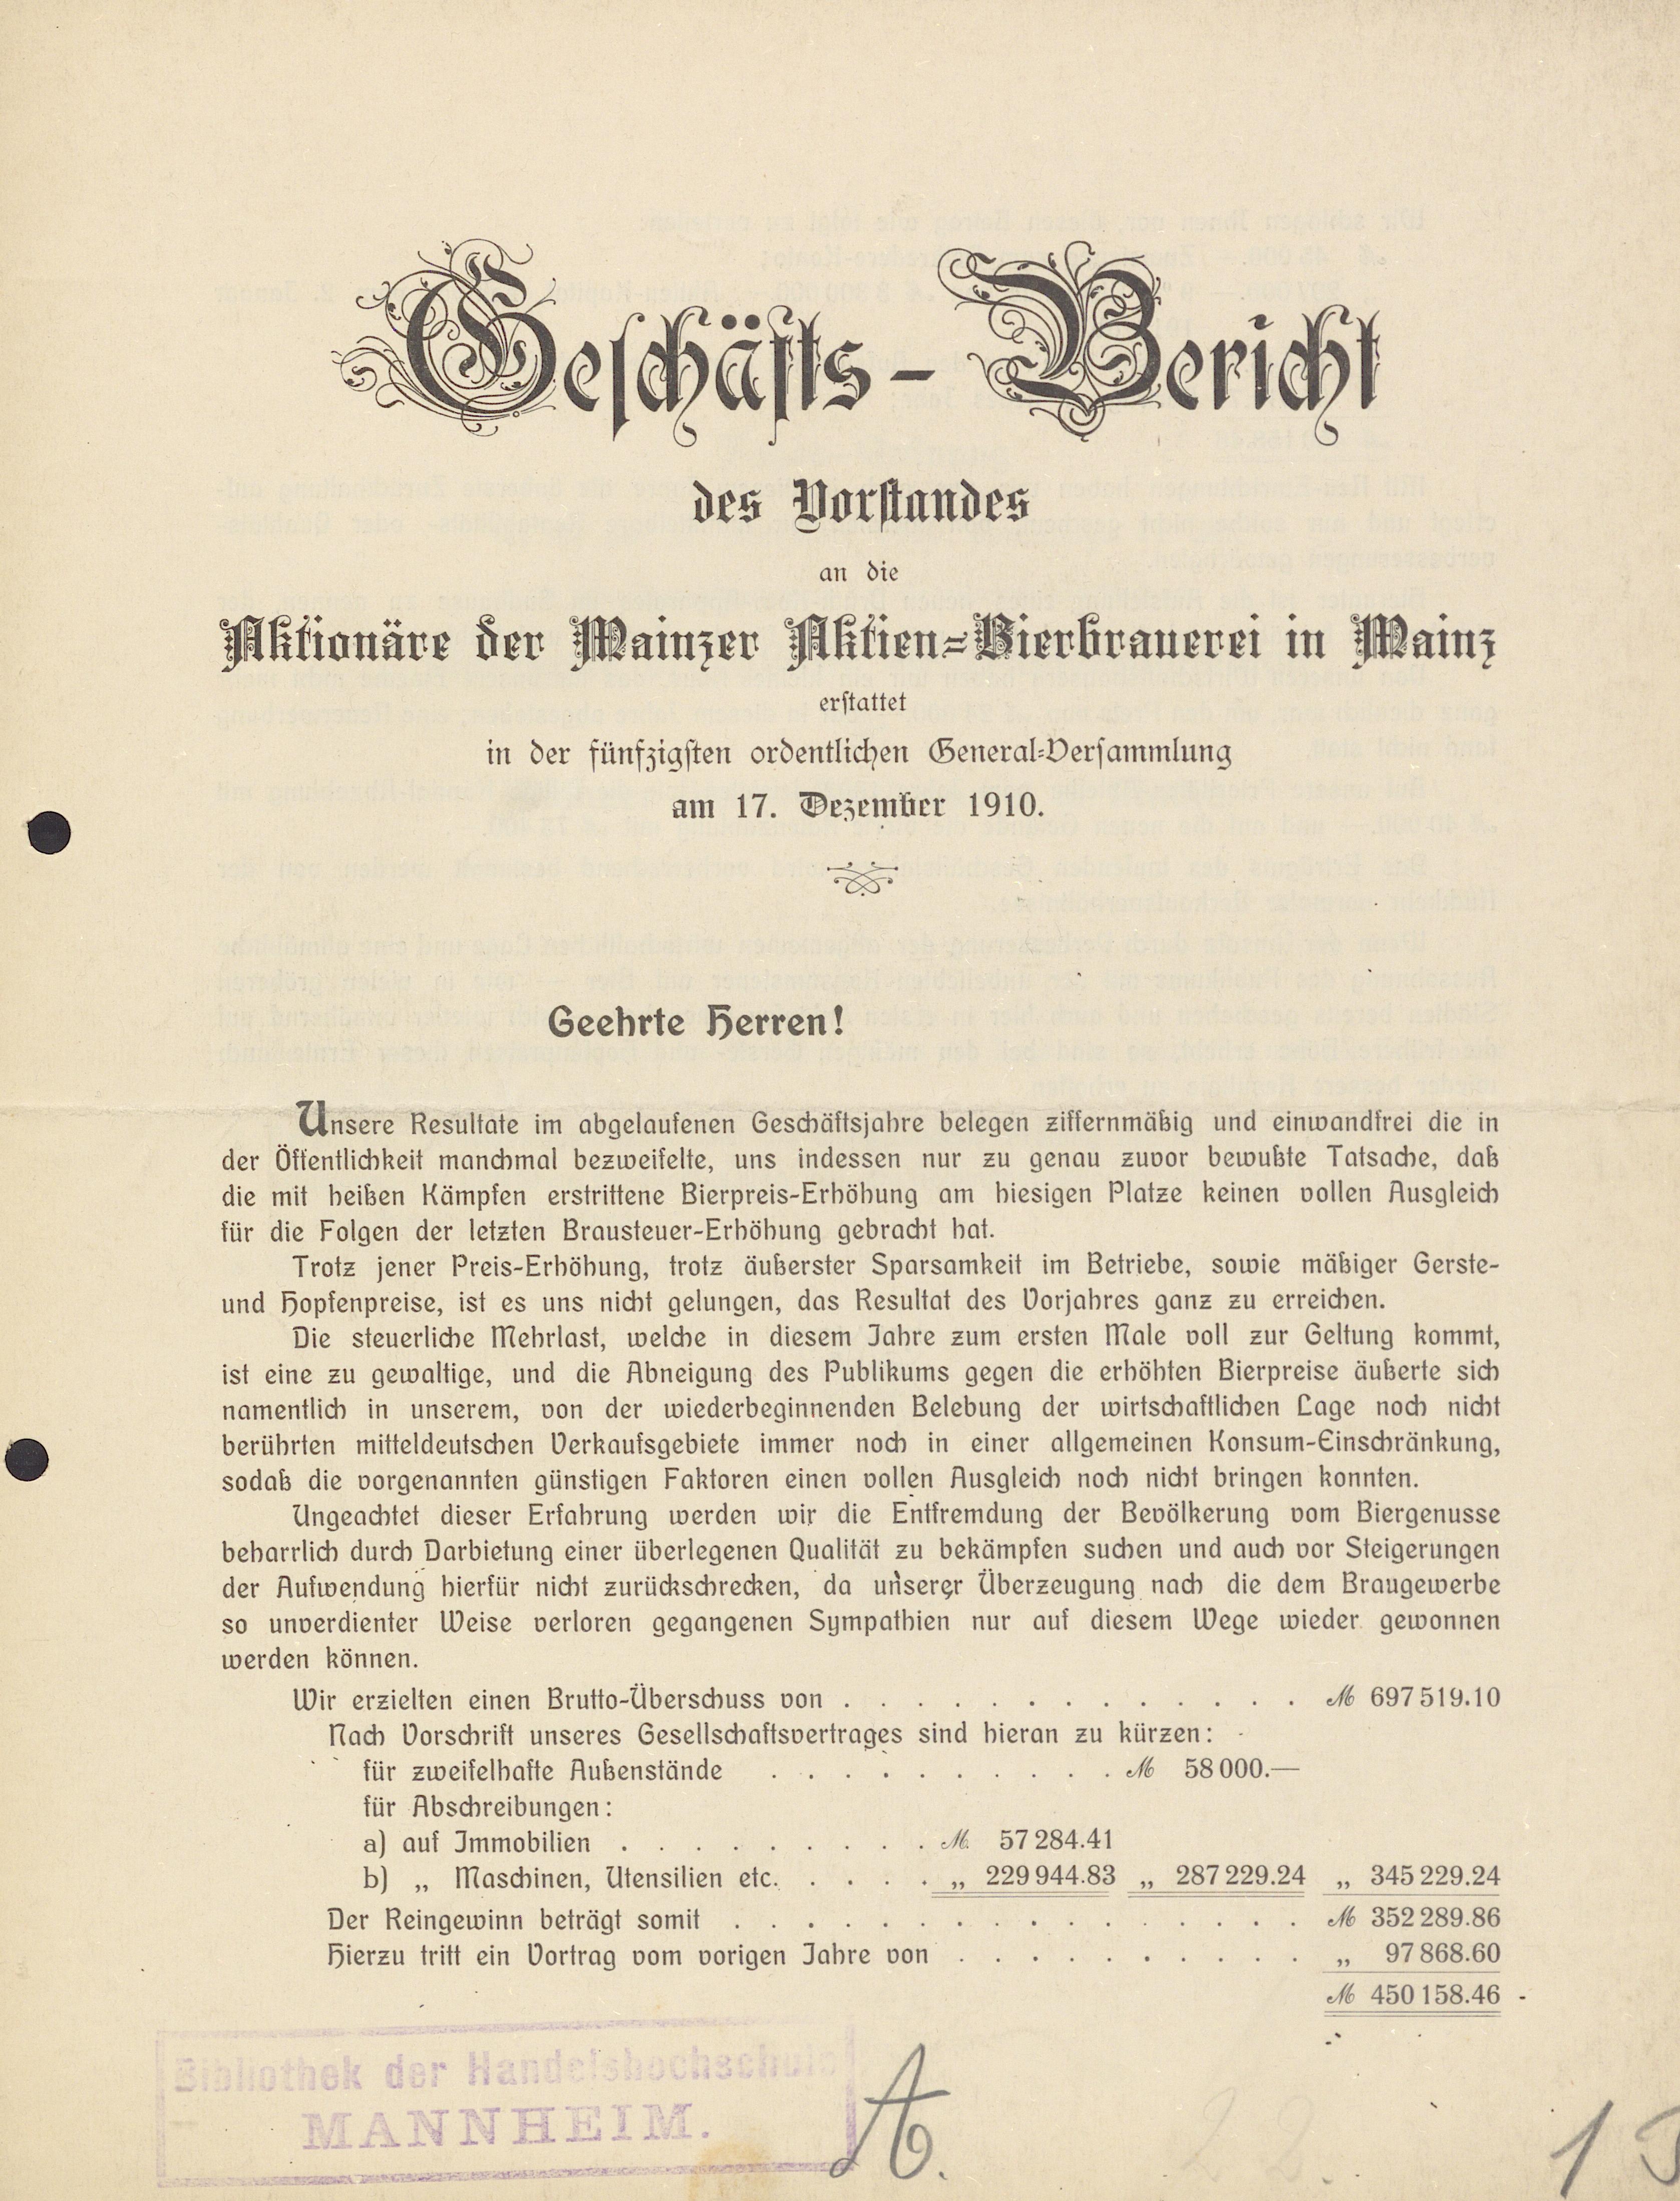 Geschäfts-Bericht
des Vorstandes
an die
Aktionäre der Mainzer Aktien-Bierbrauerei in Mainz
erstattet
in der fünfzigsten ordentlichen General-Versammlung
am 17. Dezember 1910.
Geehrte Herren!
Unsere Resultate im abgelaufenen Geschäftsjahre belegen ziffernmäßig und einwandfrei die in
der Öffentlichkeit manchmal bezweifelte, uns indessen nur zu genau zuvor bewußte Tatsache, daß
die mit heißen Kämpfen erstrittene Bierpreis-Erhöhung am hiesigen Platze keinen vollen Ausgleich
für die Folgen der letzten Brausteuer-Erhöhung gebracht hat.
Trotz jener Preis-Erhöhung, trotz äußerster Sparsamkeit im Betriebe, sowie mäßiger Gerste-
und Hopfenpreise, ist es uns nicht gelungen, das Resultat des Vorjahres ganz zu erreichen.
Die steuerliche Mehrlast, welche in diesem Jahre zum ersten Male voll zur Geltung kommt,
ist eine zu gewaltige, und die Abneigung des Publikums gegen die erhöhten Bierpreise äußerte sich
namentlich in unserem, von der wiederbeginnenden Belebung der wirtschaftlichen Lage noch nicht
berührten mitteldeutschen Verkaufsgebiete immer noch in einer allgemeinen Konsum-Einschränkung,
sodaß die vorgenannten günstigen Faktoren einen vollen Ausgleich noch nicht bringen konnten.
Ungeachtet dieser Erfahrung werden wir die Entfremdung der Bevölkerung vom Biergenusse
beharrlich durch Darbietung einer überlegenen Qualität zu bekämpfen suchen und auch vor Steigerungen
der Aufwendung hierfür nicht zurückschrecken, da unserer Überzeugung nach die dem Braugewerbe
so unverdienter Weise verloren gegangenen Sympathien nur auf diesem Wege wieder gewonnen
werden können.
Wir erzielten einen Brutto-Überschuss von . . . . . . . . . . . . . ℳ 697 519.10
Nach Vorschrift unseres Gesellschaftsvertrages sind hieran zu kürzen:
für zweifelhafte Außenstände . . . . . . . . . . ℳ 58 000.—
für Abschreibungen:
a) auf Immobilien . . . . . . . . . ℳ 57 284.41
b) „ Maschinen, Utensilien etc. . . . . „ 229 944.83 „ 287 229.24 „ 345 229.24
Der Reingewinn beträgt somit . . . . . . . . . . . . . . . . ℳ 352 289.86
Hierzu tritt ein Vortrag vom vorigen Jahre von . . . . . . . . . . „ 97 868.60
ℳ 450 158.46
Bibliothek der Handelshochschule
MANNHEIM.
A.